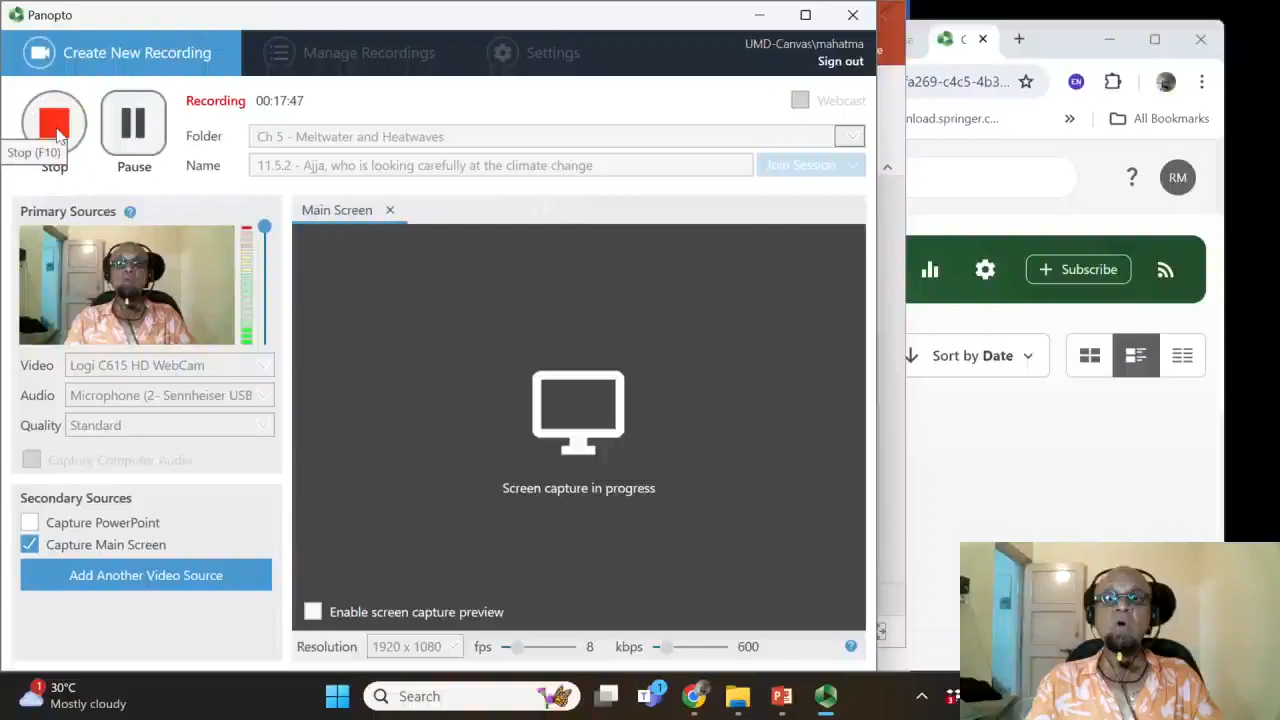 Panopto
Create New Recording
Manage Recordings
Settings
UMD-Canvas\mahatma
Sign out
Recording 00:17:47
Webcast
Folder Ch 5 - Meltwater and Heatwaves
Name 11.5.2 - Ajja, who is looking carefully at the climate change
Join Session
Stop (F10)
Stop
Pause
Primary Sources
Video Logi C615 HD WebCam
Audio Microphone (2- Sennheiser USB
Quality Standard
Capture Computer Audio
Secondary Sources
Capture PowerPoint
Capture Main Screen
Add Another Video Source
Main Screen
Screen capture in progress
Enable screen capture preview
Resolution 1920 x 1080 fps 8 kbps 600
fa269-c4c5-4b3...
EN
nload.springer.c...
All Bookmarks
RM
Subscribe
Sort by Date
1
30°C
Mostly cloudy
Search
1